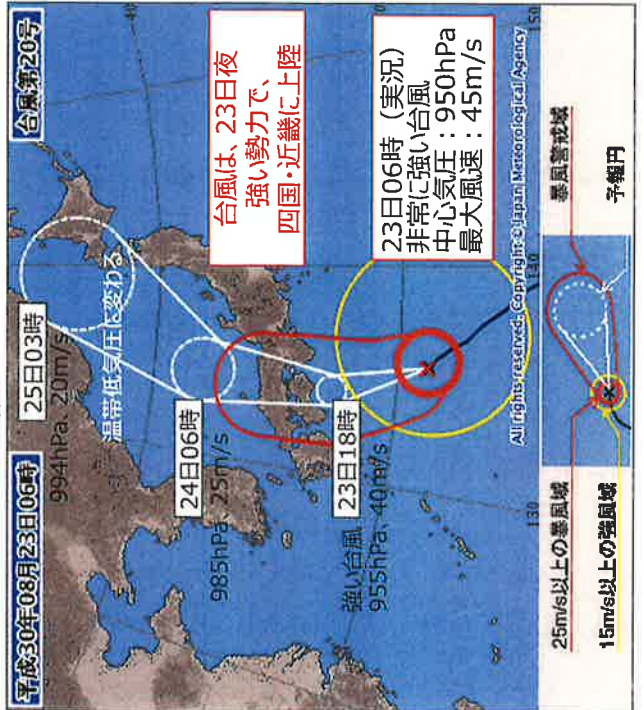 平成30年08月23日06時
台風第20号
25日03時
温帯低気圧に変わる
994hPa、20m/s
24日06時
985hPa、25m/s
23日18時
強い台風
955hPa、40m/s
台風は、23日夜
強い勢力で、
四国・近畿に上陸
23日06時（実況）
非常に強い台風
中心気圧：950hPa
最大風速：45m/s
40
150
140
130
All rights reserved. Copyright © Japan Meteorological Agency
25m/s以上の暴風域
15m/s以上の強風域
暴風警戒域
予報円